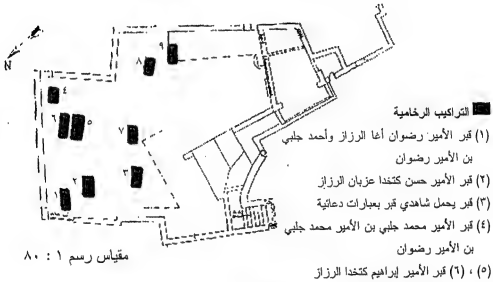 N
٩
٨
٤
٦
٥
٧
٣
٢
١
مقياس رسم ١ : ٨٠
التراكيب الرخامية
(١) قبر الأمير رضوان أغا الرزاز وأحمد جلبي
بن الأمير رضوان
(٢) قبر الأمير حسن كتخدا عزبان الرزاز
(٣) قبر يحمل شاهدي قبر بعبارات دعائية
(٤) قبر الأمير محمد جلبي بن الأمير محمد جلبي
بن الأمير رضوان
(٥) ، (٦) قبر الأمير إبراهيم كتخدا الرزاز